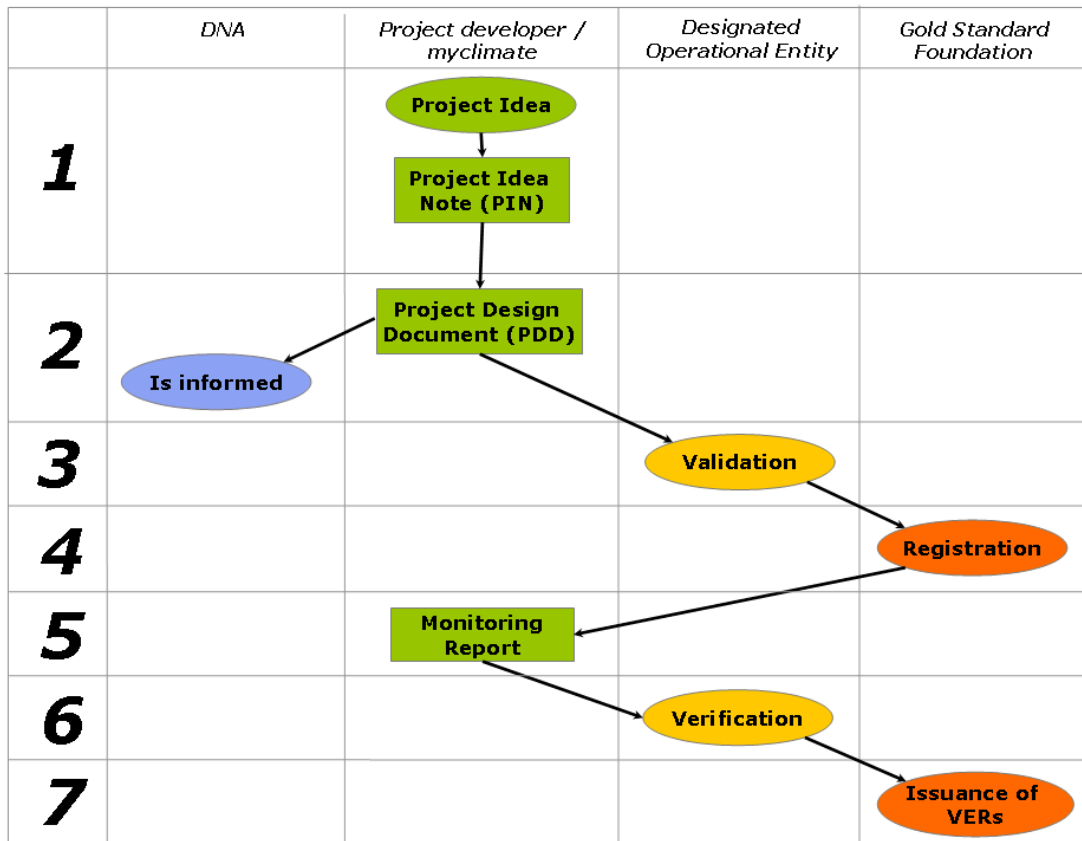 DNA
Project developer /
myclimate
Designated
Operational Entity
Gold Standard
Foundation
1
Project Idea
Project Idea
Note (PIN)
2
Project Design
Document (PDD)
Is informed
3
Validation
4
Registration
5
Monitoring
Report
6
Verification
7
Issuance of
VERs